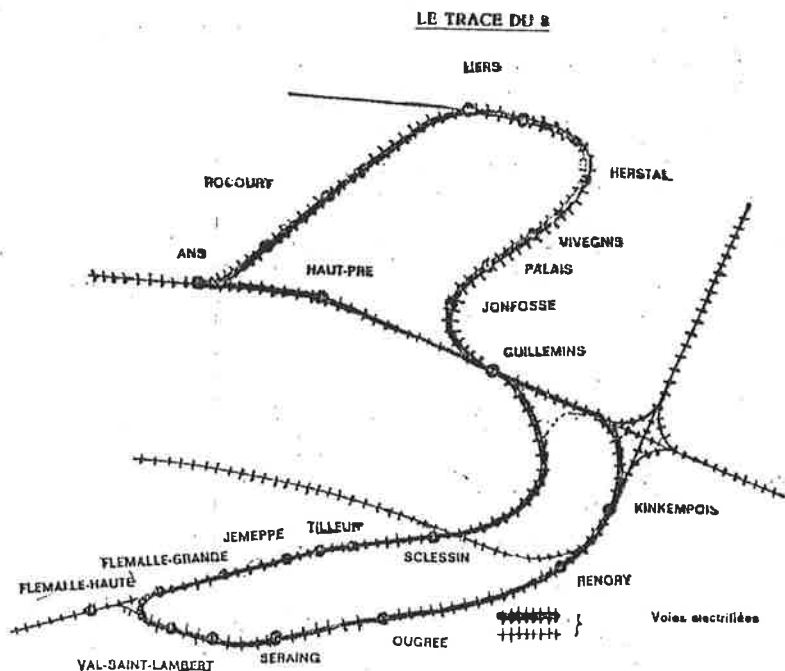 LE TRACE DU 8
LIERS
ROCOURT
HERSTAL
ANS
HAUT-PRE
VIVEGNIS
PALAIS
JONFOSSE
GUILLEMINS
KINKEMPOIS
JEMEPPE
TILLEUR
SCLESSIN
FLEMALLE-GRANDE
FLEMALLE-HAUTE
RENORY
OUGREE
SERAING
VAL-SAINT-LAMBERT
Voies electrifiées